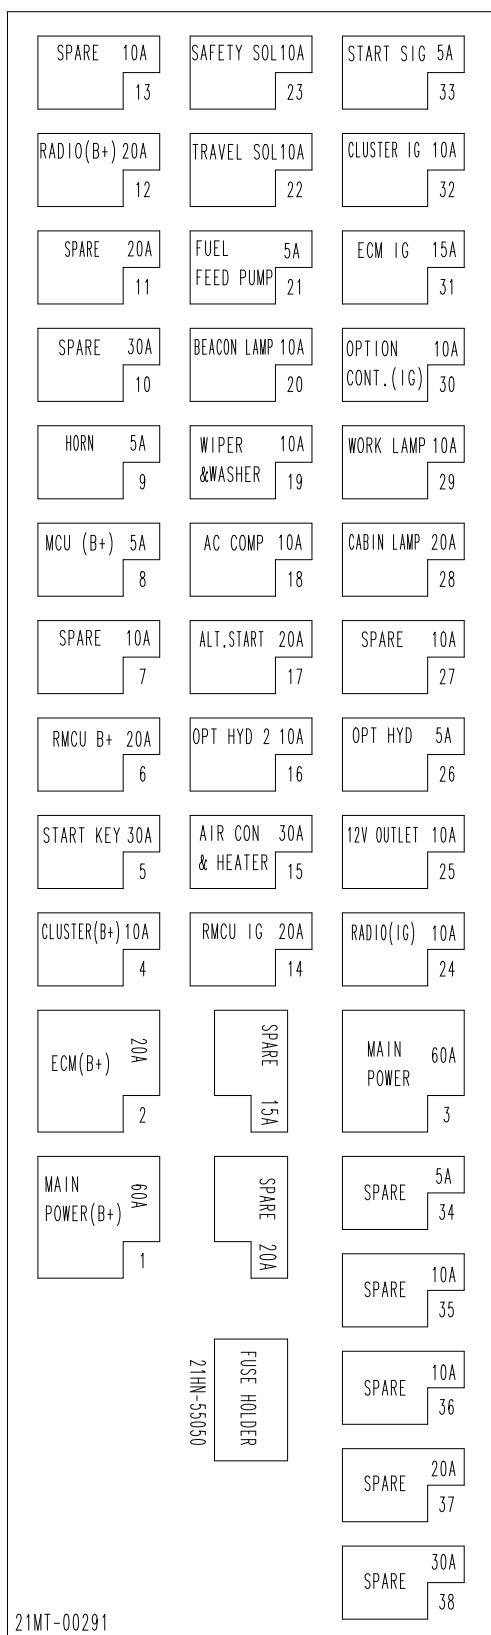 SPARE 10A
13
SAFETY SOL 10A
23
START SIG 5A
33
RADIO(B+) 20A
12
TRAVEL SOL 10A
22
CLUSTER IG 10A
32
SPARE 20A
11
FUEL 5A
FEED PUMP 21
ECM IG 15A
31
SPARE 30A
10
BEACON LAMP 10A
20
OPTION 10A
CONT.(IG) 30
HORN 5A
9
WIPER 10A
&WASHER 19
WORK LAMP 10A
29
MCU (B+) 5A
8
AC COMP 10A
18
CABIN LAMP 20A
28
SPARE 10A
7
ALT.START 20A
17
SPARE 10A
27
RMCU B+ 20A
6
OPT HYD 2 10A
16
OPT HYD 5A
26
START KEY 30A
5
AIR CON 30A
& HEATER 15
12V OUTLET 10A
25
CLUSTER(B+) 10A
4
RMCU IG 20A
14
RADIO(IG) 10A
24
ECM(B+) 20A
2
SPARE 15A
MAIN 60A
POWER
3
MAIN 60A
POWER(B+)
1
SPARE 20A
SPARE 5A
34
SPARE 10A
35
FUSE HOLDER
21HN-55050
SPARE 10A
36
SPARE 20A
37
SPARE 30A
38
21MT-00291